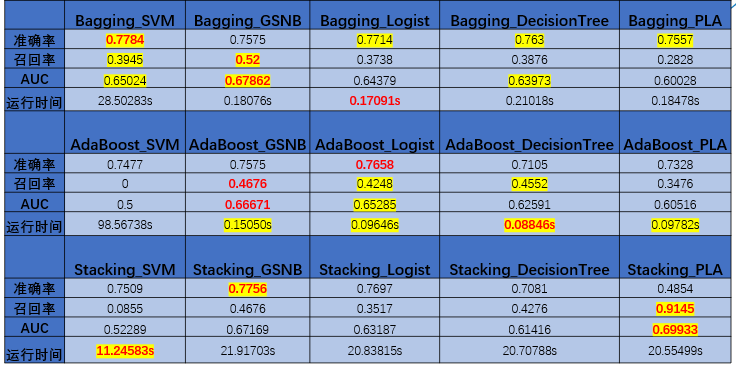 Bagging_SVM Bagging_GSNB Bagging_Logist Bagging_DecisionTree Bagging_PLA
准确率 0.7784 0.7575 0.7714 0.763 0.7557
召回率 0.3945 0.52 0.3738 0.3876 0.2828
AUC 0.65024 0.67862 0.64379 0.63973 0.60028
运行时间 28.50283s 0.18076s 0.17091s 0.21018s 0.18478s
AdaBoost_SVM AdaBoost_GSNB AdaBoost_Logist AdaBoost_DecisionTree AdaBoost_PLA
准确率 0.7477 0.7575 0.7658 0.7105 0.7328
召回率 0 0.4676 0.4248 0.4552 0.3476
AUC 0.5 0.66671 0.65285 0.62591 0.60516
运行时间 98.56738s 0.15050s 0.09646s 0.08846s 0.09782s
Stacking_SVM Stacking_GSNB Stacking_Logist Stacking_DecisionTree Stacking_PLA
准确率 0.7509 0.7756 0.7697 0.7081 0.4854
召回率 0.0855 0.4676 0.3517 0.4276 0.9145
AUC 0.52289 0.67169 0.63187 0.61416 0.69933
运行时间 11.24583s 21.91703s 20.83815s 20.70788s 20.55499s